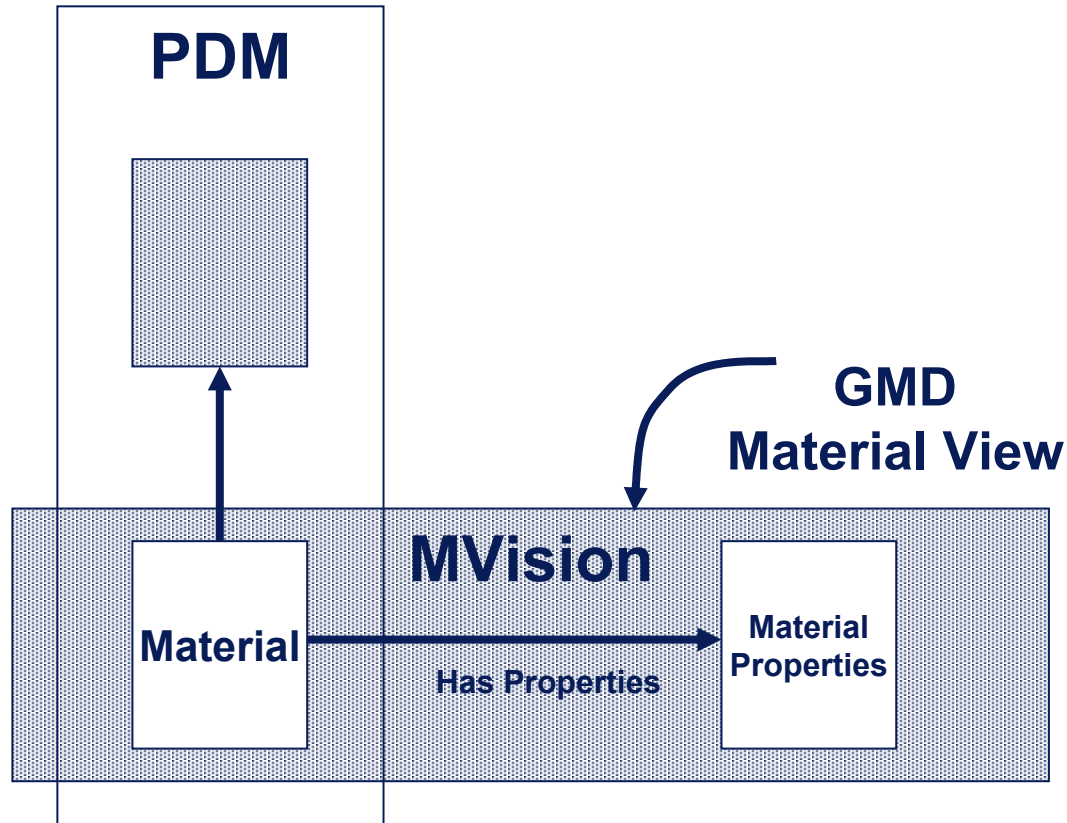 PDM
GMD
Material View
MVision
Material
Has Properties
Material
Properties